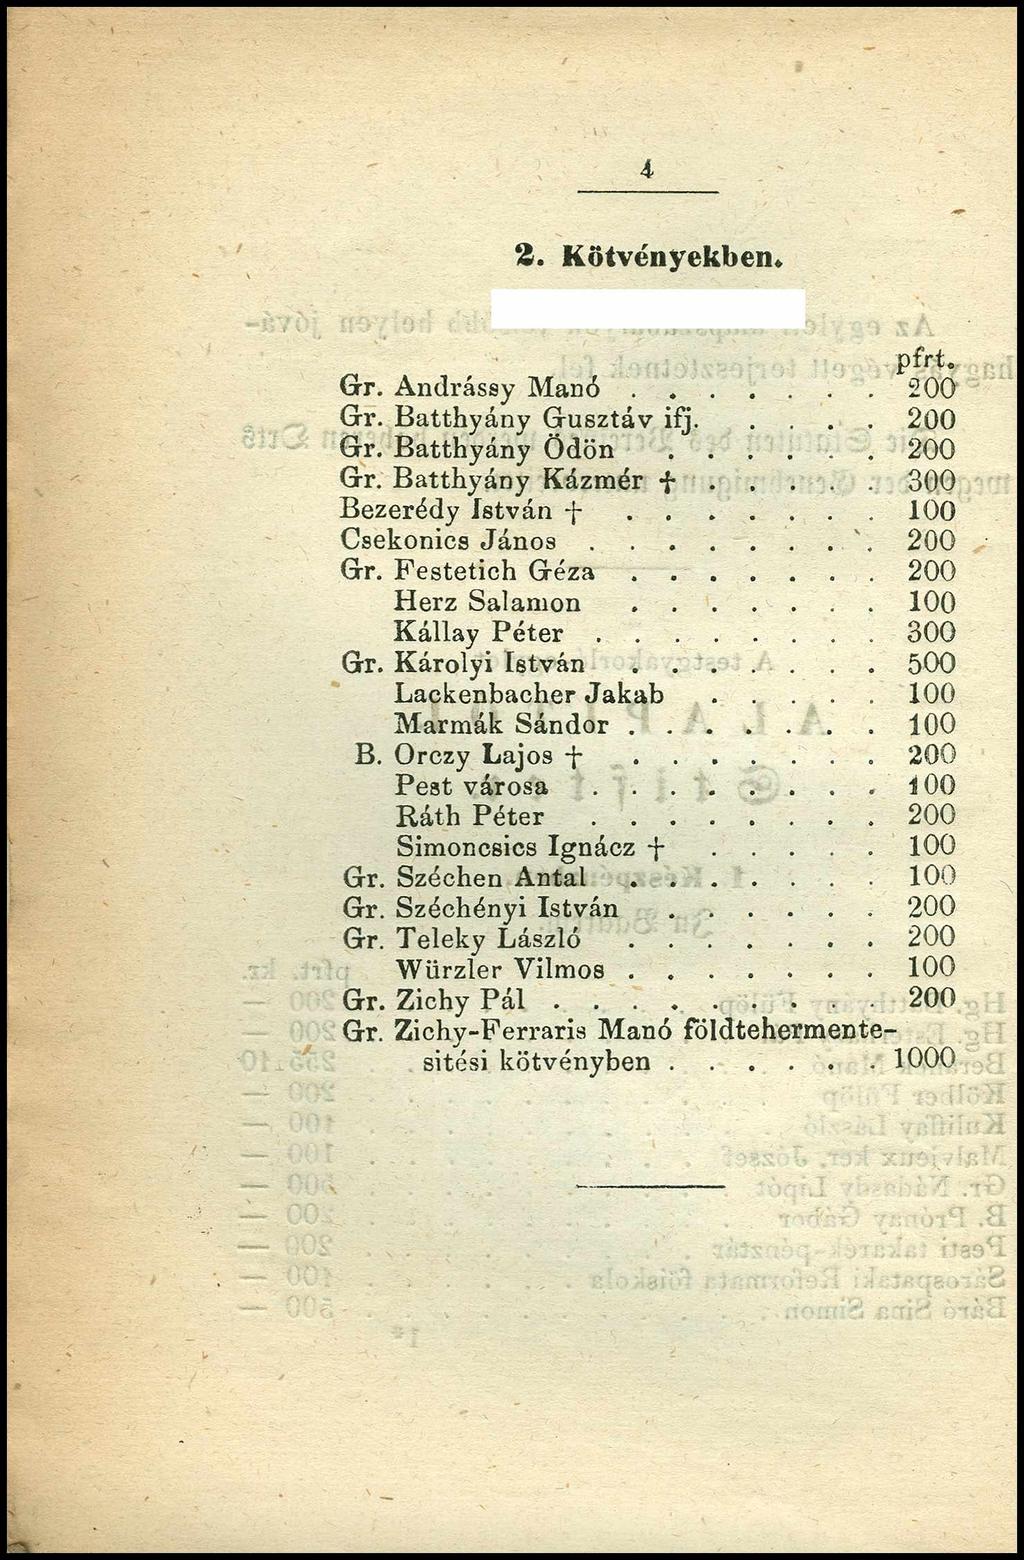 4
2. Kötvényekben.
pfrt.
Gr. Andrássy Manó . . . . . . . 200
Gr. Batthyány Gusztáv ifj. . . . . 200
Gr. Batthyány Ödön . . . . . . 200
Gr. Batthyány Kázmér † . . . . . 300
Bezerédy István † . . . . . . . 100
Csekonics János . . . . . . . . 200
Gr. Festetich Géza . . . . . . . 200
Herz Salamon . . . . . . . 100
Kállay Péter . . . . . . . . 300
Gr. Károlyi István . . . . . . . 500
Lackenbacher Jakab . . . . . 100
Marmák Sándor . . . . . . . 100
B. Orczy Lajos † . . . . . . . 200
Pest városa . . . . . . . . 100
Ráth Péter . . . . . . . . 200
Simoncsics Ignácz † . . . . . 100
Gr. Széchen Antal . . . . . . . 100
Gr. Széchényi István . . . . . . 200
Gr. Teleky László . . . . . . . 200
Würzler Vilmos . . . . . . . 100
Gr. Zichy Pál . . . . . . . . . 200
Gr. Zichy-Ferraris Manó földtehermente-
sitési kötvényben . . . . . . 1000